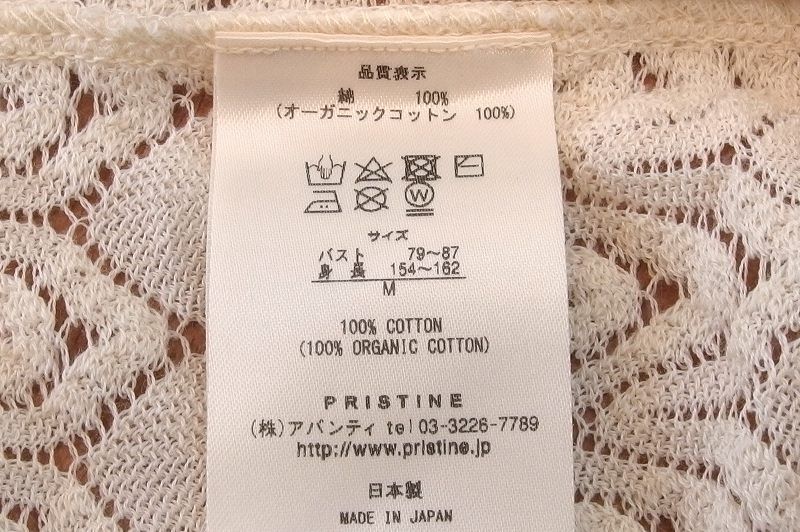 品質表示
綿 100%
(オーガニックコットン 100%)
W
サイズ
バスト 79〜87
身長 154〜162
M
100% COTTON
(100% ORGANIC COTTON)
PRISTINE
(株)アバンティ tel 03-3226-7789
http://www.pristine.jp
日本製
MADE IN JAPAN